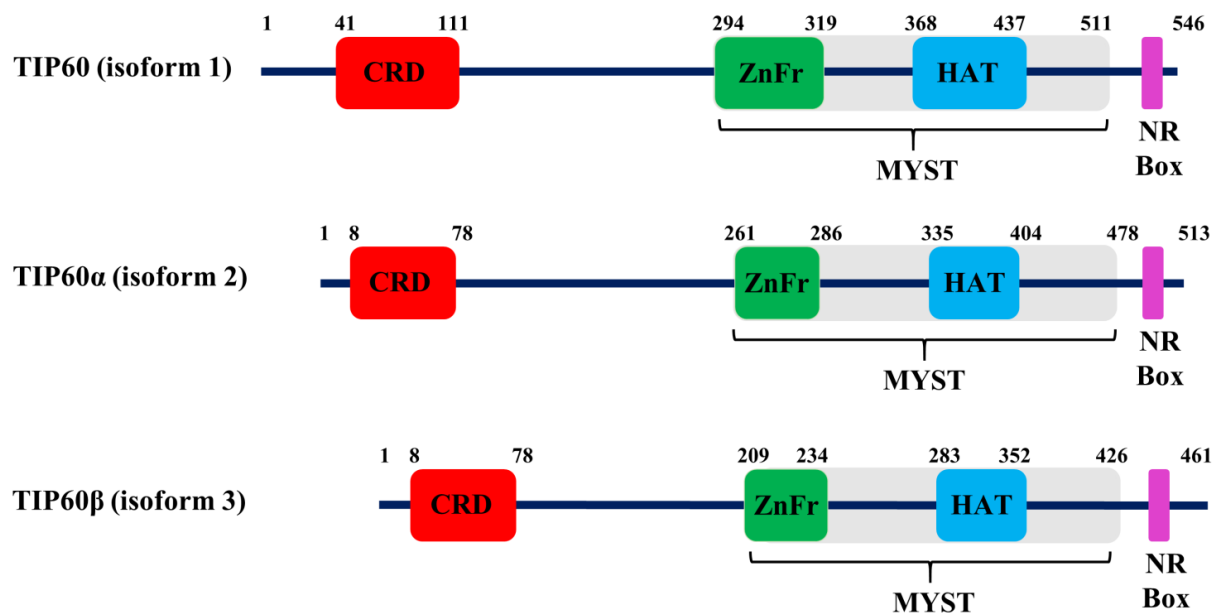 1 41 111 294 319 368 437 511 546
TIP60 (isoform 1) CRD ZnFr HAT
MYST
NR
Box
1 8 78 261 286 335 404 478 513
TIP60α (isoform 2) CRD ZnFr HAT
MYST
NR
Box
1 8 78 209 234 283 352 426 461
TIP60β (isoform 3) CRD ZnFr HAT
MYST
NR
Box